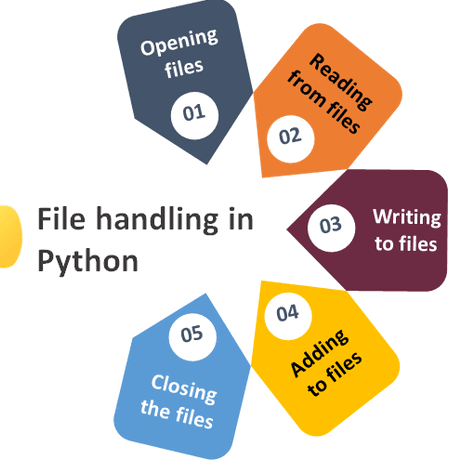 Opening
files
01
Reading
from files
02
03
Writing
to files
File handling in
Python
04
Adding
to files
05
Closing
the files